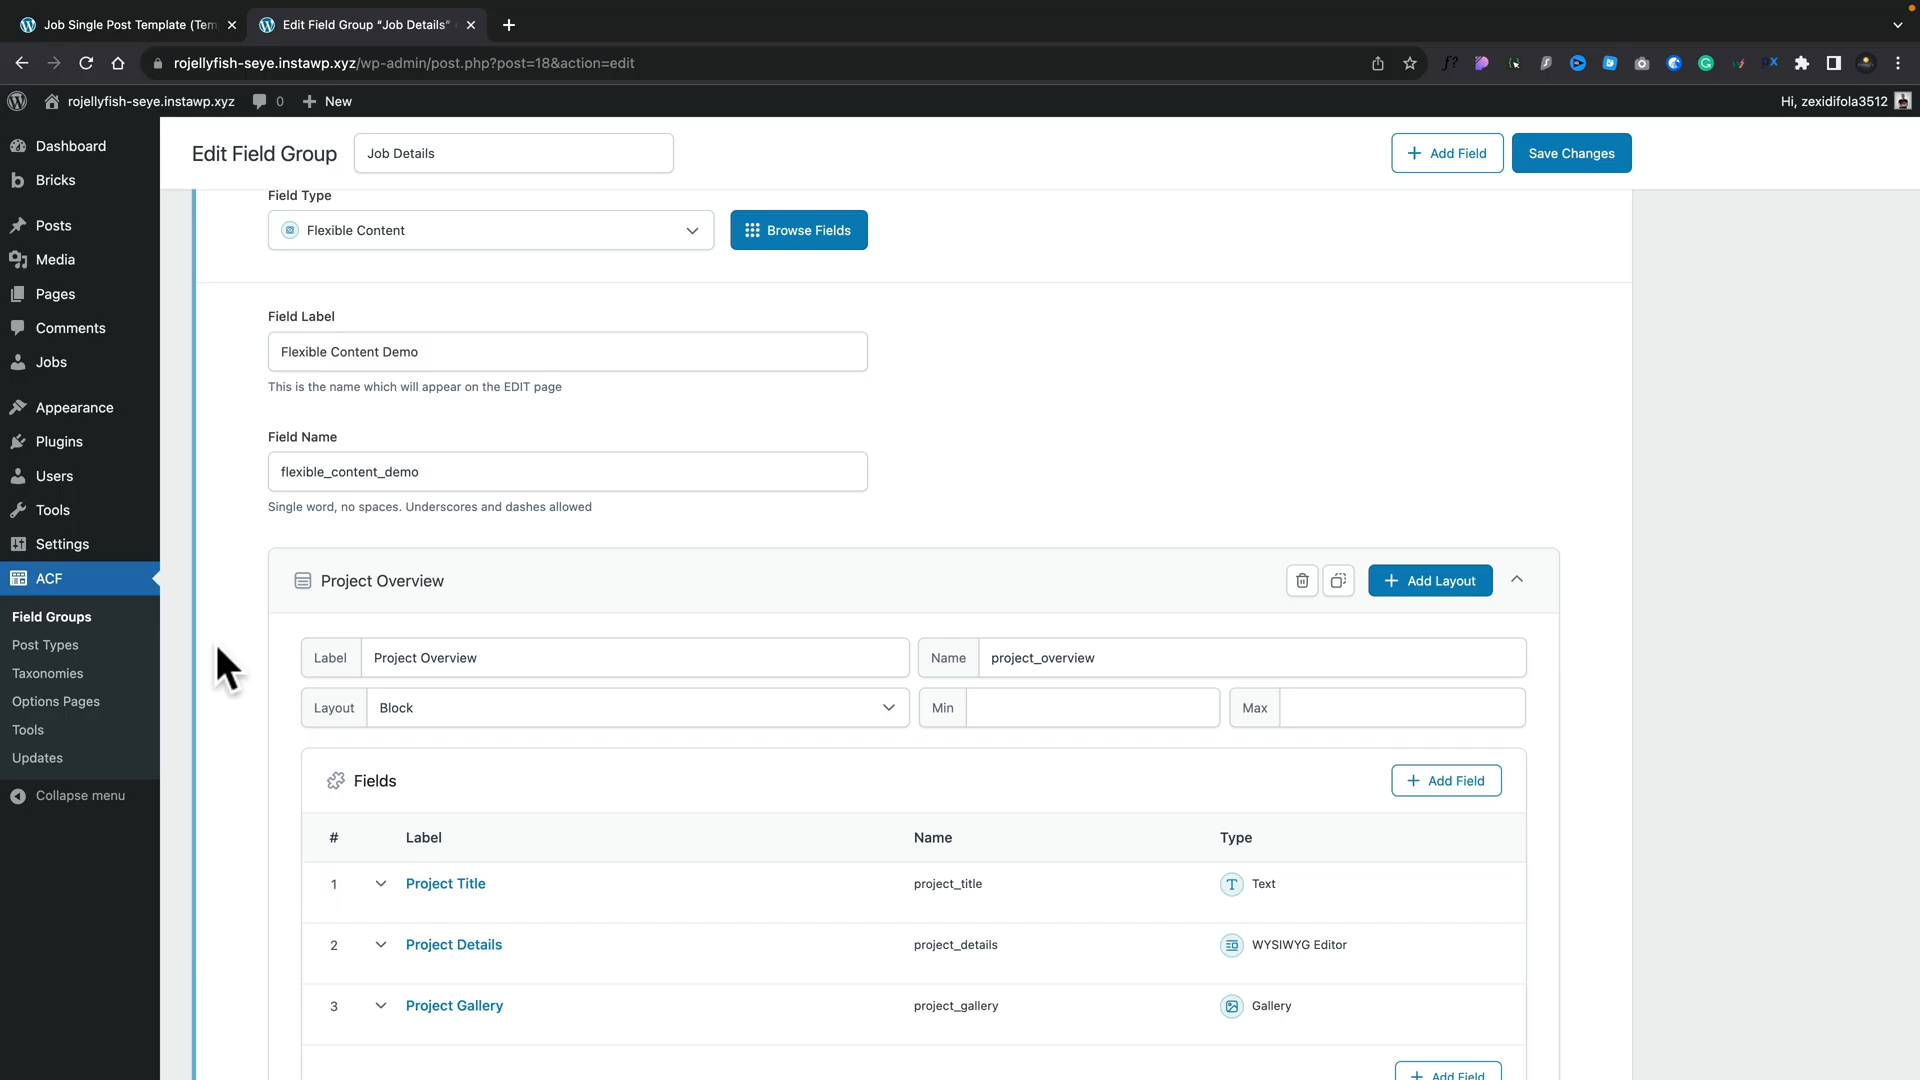 Job Single Post Template (Tem
Edit Field Group "Job Details"
rojellyfish-seye.instawp.xyz/wp-admin/post.php?post=18&action=edit
rojellyfish-seye.instawp.xyz
0
New
Hi, zexidifola3512
Dashboard
Bricks
Posts
Media
Pages
Comments
Jobs
Appearance
Plugins
Users
Tools
Settings
ACF
Field Groups
Post Types
Taxonomies
Options Pages
Tools
Updates
Collapse menu
Edit Field Group
Job Details
Add Field
Save Changes
Field Type
Flexible Content
Browse Fields
Field Label
Flexible Content Demo
This is the name which will appear on the EDIT page
Field Name
flexible_content_demo
Single word, no spaces. Underscores and dashes allowed
Project Overview
Add Layout
Label Project Overview Name project_overview
Layout Block Min Max
Fields
Add Field
# Label Name Type
1 Project Title project_title Text
2 Project Details project_details WYSIWYG Editor
3 Project Gallery project_gallery Gallery
Add Field